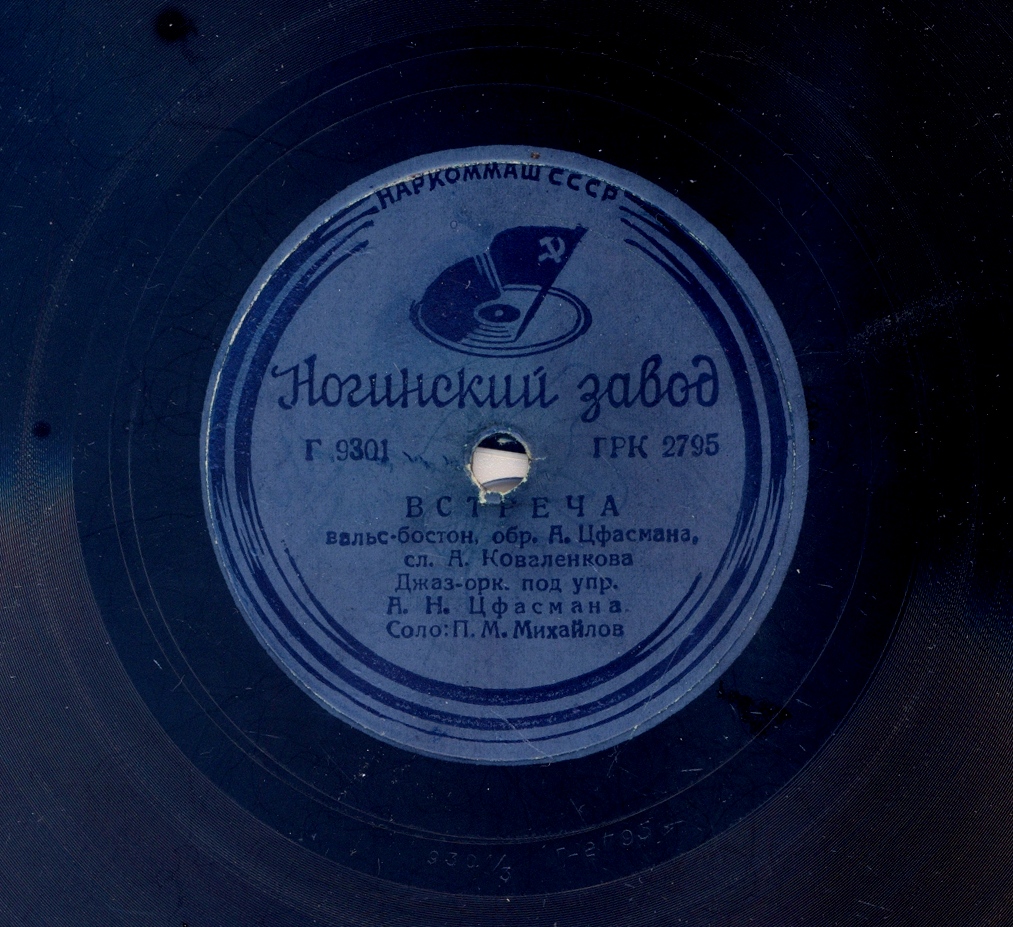 НАРКОММАШ СССР
Ногинский завод
Г 9301 ГРК 2795
ВСТРЕЧА
вальс-бостон, обр. А. Цфасмана,
сл. А. Коваленкова
Джаз-орк. под упр.
А. Н. Цфасмана.
Соло: П. М. Михайлов